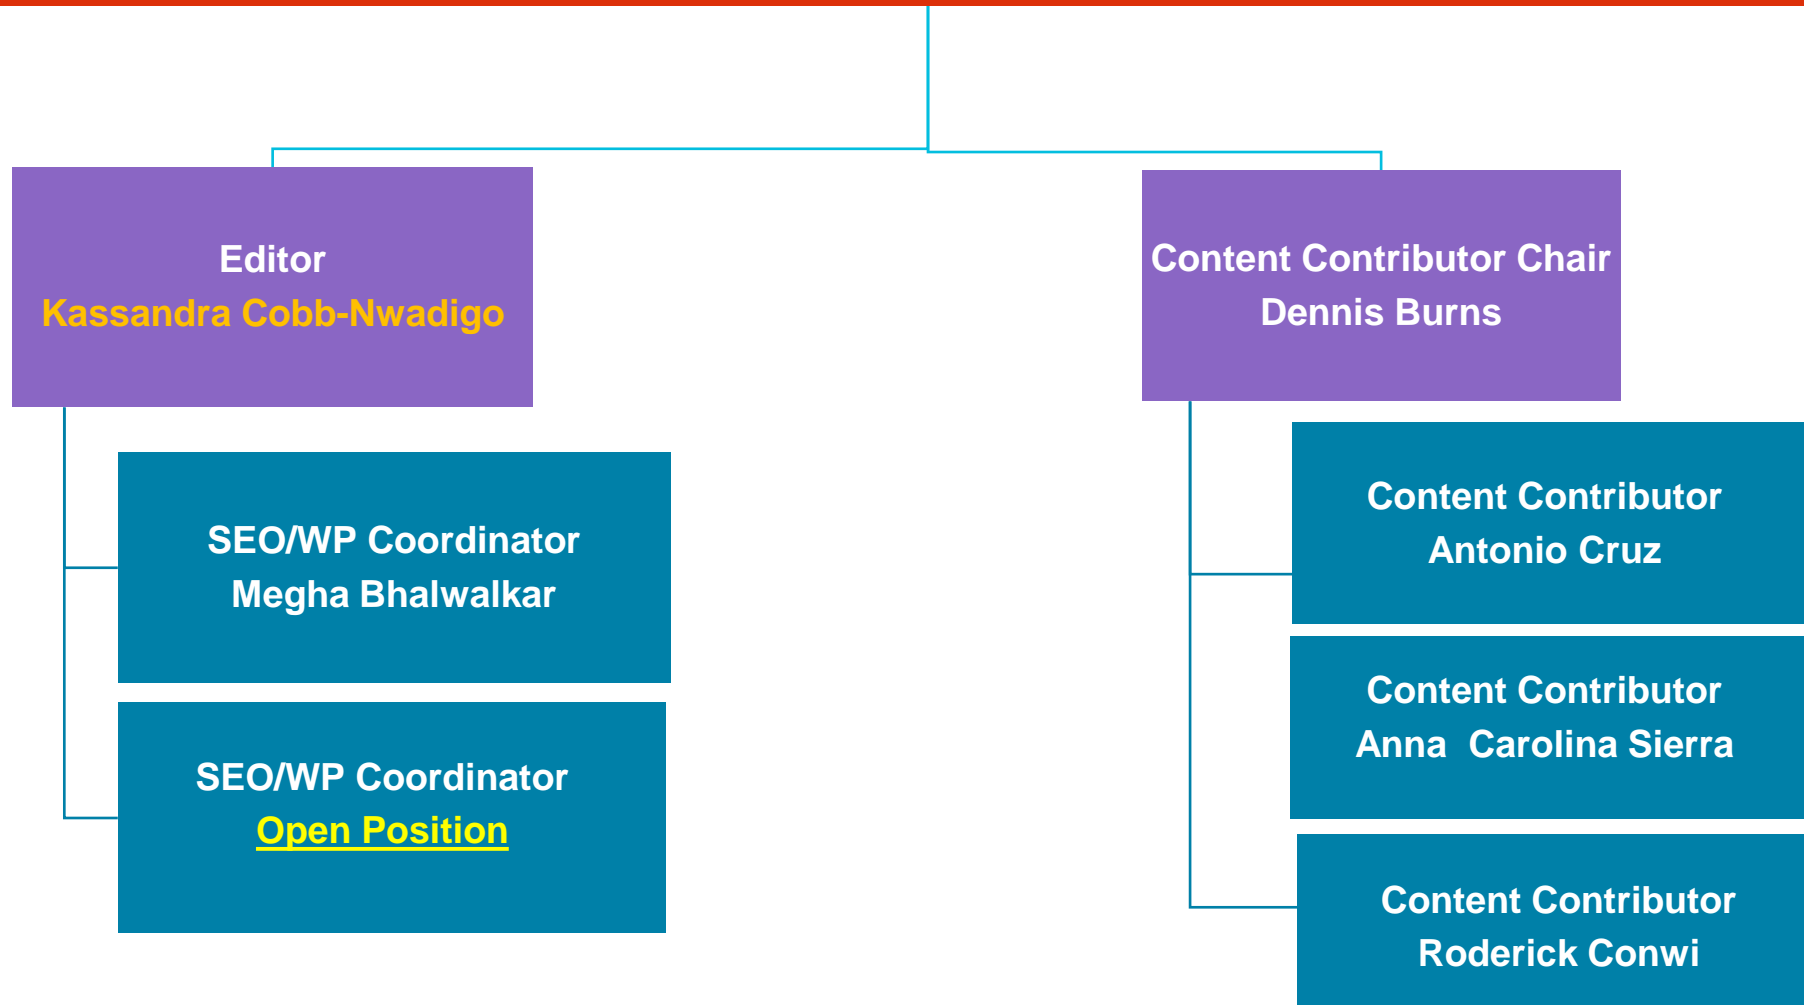 Editor
Kassandra Cobb-Nwadigo
SEO/WP Coordinator
Megha Bhalwalkar
SEO/WP Coordinator
Open Position
Content Contributor Chair
Dennis Burns
Content Contributor
Antonio Cruz
Content Contributor
Anna  Carolina Sierra
Content Contributor
Roderick Conwi